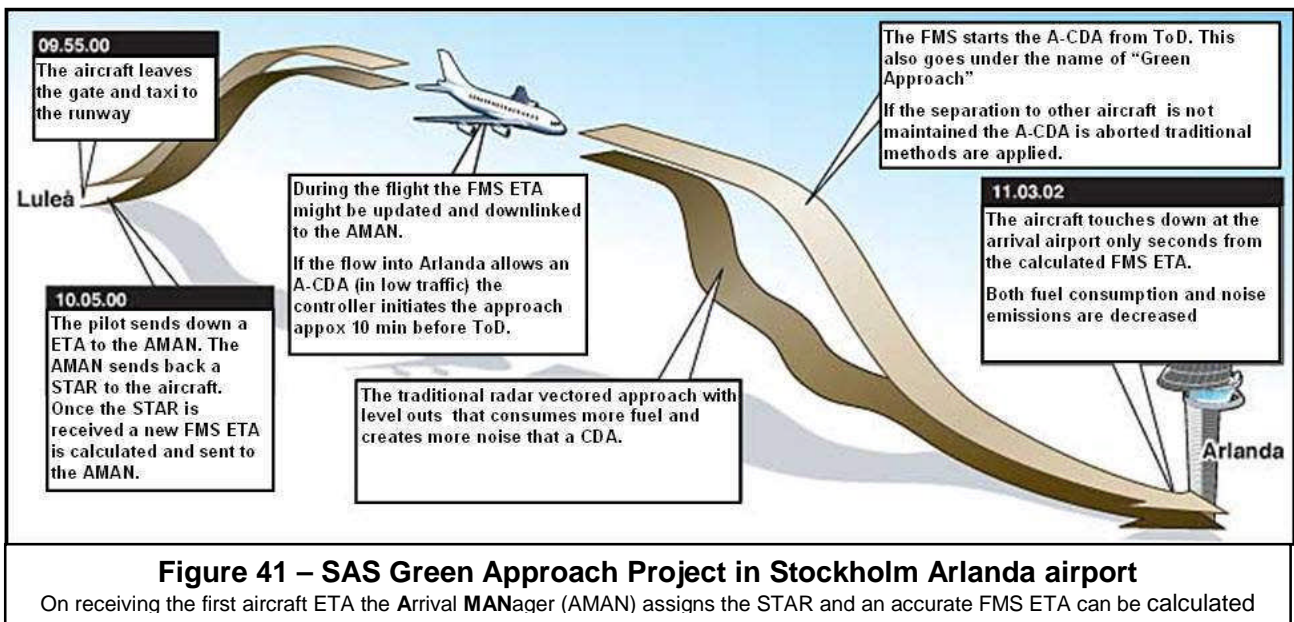 09.55.00
The aircraft leaves
the gate and taxi to
the runway
Luleå
10.05.00
The pilot sends down a
ETA to the AMAN. The
AMAN sends back a
STAR to the aircraft.
Once the STAR is
received a new FMS ETA
is calculated and sent to
the AMAN.
During the flight the FMS ETA
might be updated and downlinked
to the AMAN.
If the flow into Arlanda allows an
A-CDA (in low traffic) the
controller initiates the approach
appox 10 min before ToD.
The traditional radar vectored approach with
level outs that consumes more fuel and
creates more noise that a CDA.
The FMS starts the A-CDA from ToD. This
also goes under the name of “Green
Approach”
If the separation to other aircraft is not
maintained the A-CDA is aborted traditional
methods are applied.
11.03.02
The aircraft touches down at the
arrival airport only seconds from
the calculated FMS ETA.
Both fuel consumption and noise
emissions are decreased
Arlanda
Figure 41 – SAS Green Approach Project in Stockholm Arlanda airport
On receiving the first aircraft ETA the Arrival MANager (AMAN) assigns the STAR and an accurate FMS ETA can be calculated